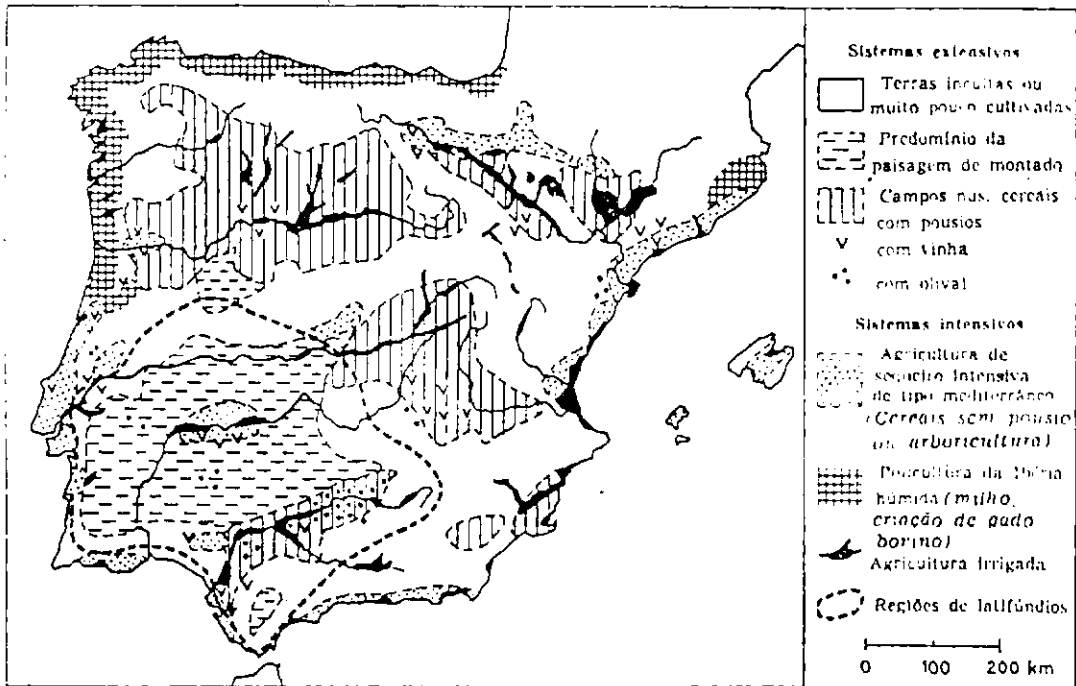 Sistemas extensivos
Terras incultas ou
muito pouco cultivadas
Predomínio da
paisagem de montado
Campos nus, cereais
com pousios
com vinha
com olival
Sistemas intensivos
Agricultura de
sequeiro intensiva
de tipo mediterrâneo
(Cereais sem pousio
ou arboricultura)
Policultura da Ibéria
húmida (milho,
criação de gado
bovino)
Agricultura Irrigada
Regiões de latifúndios
0 100 200 km